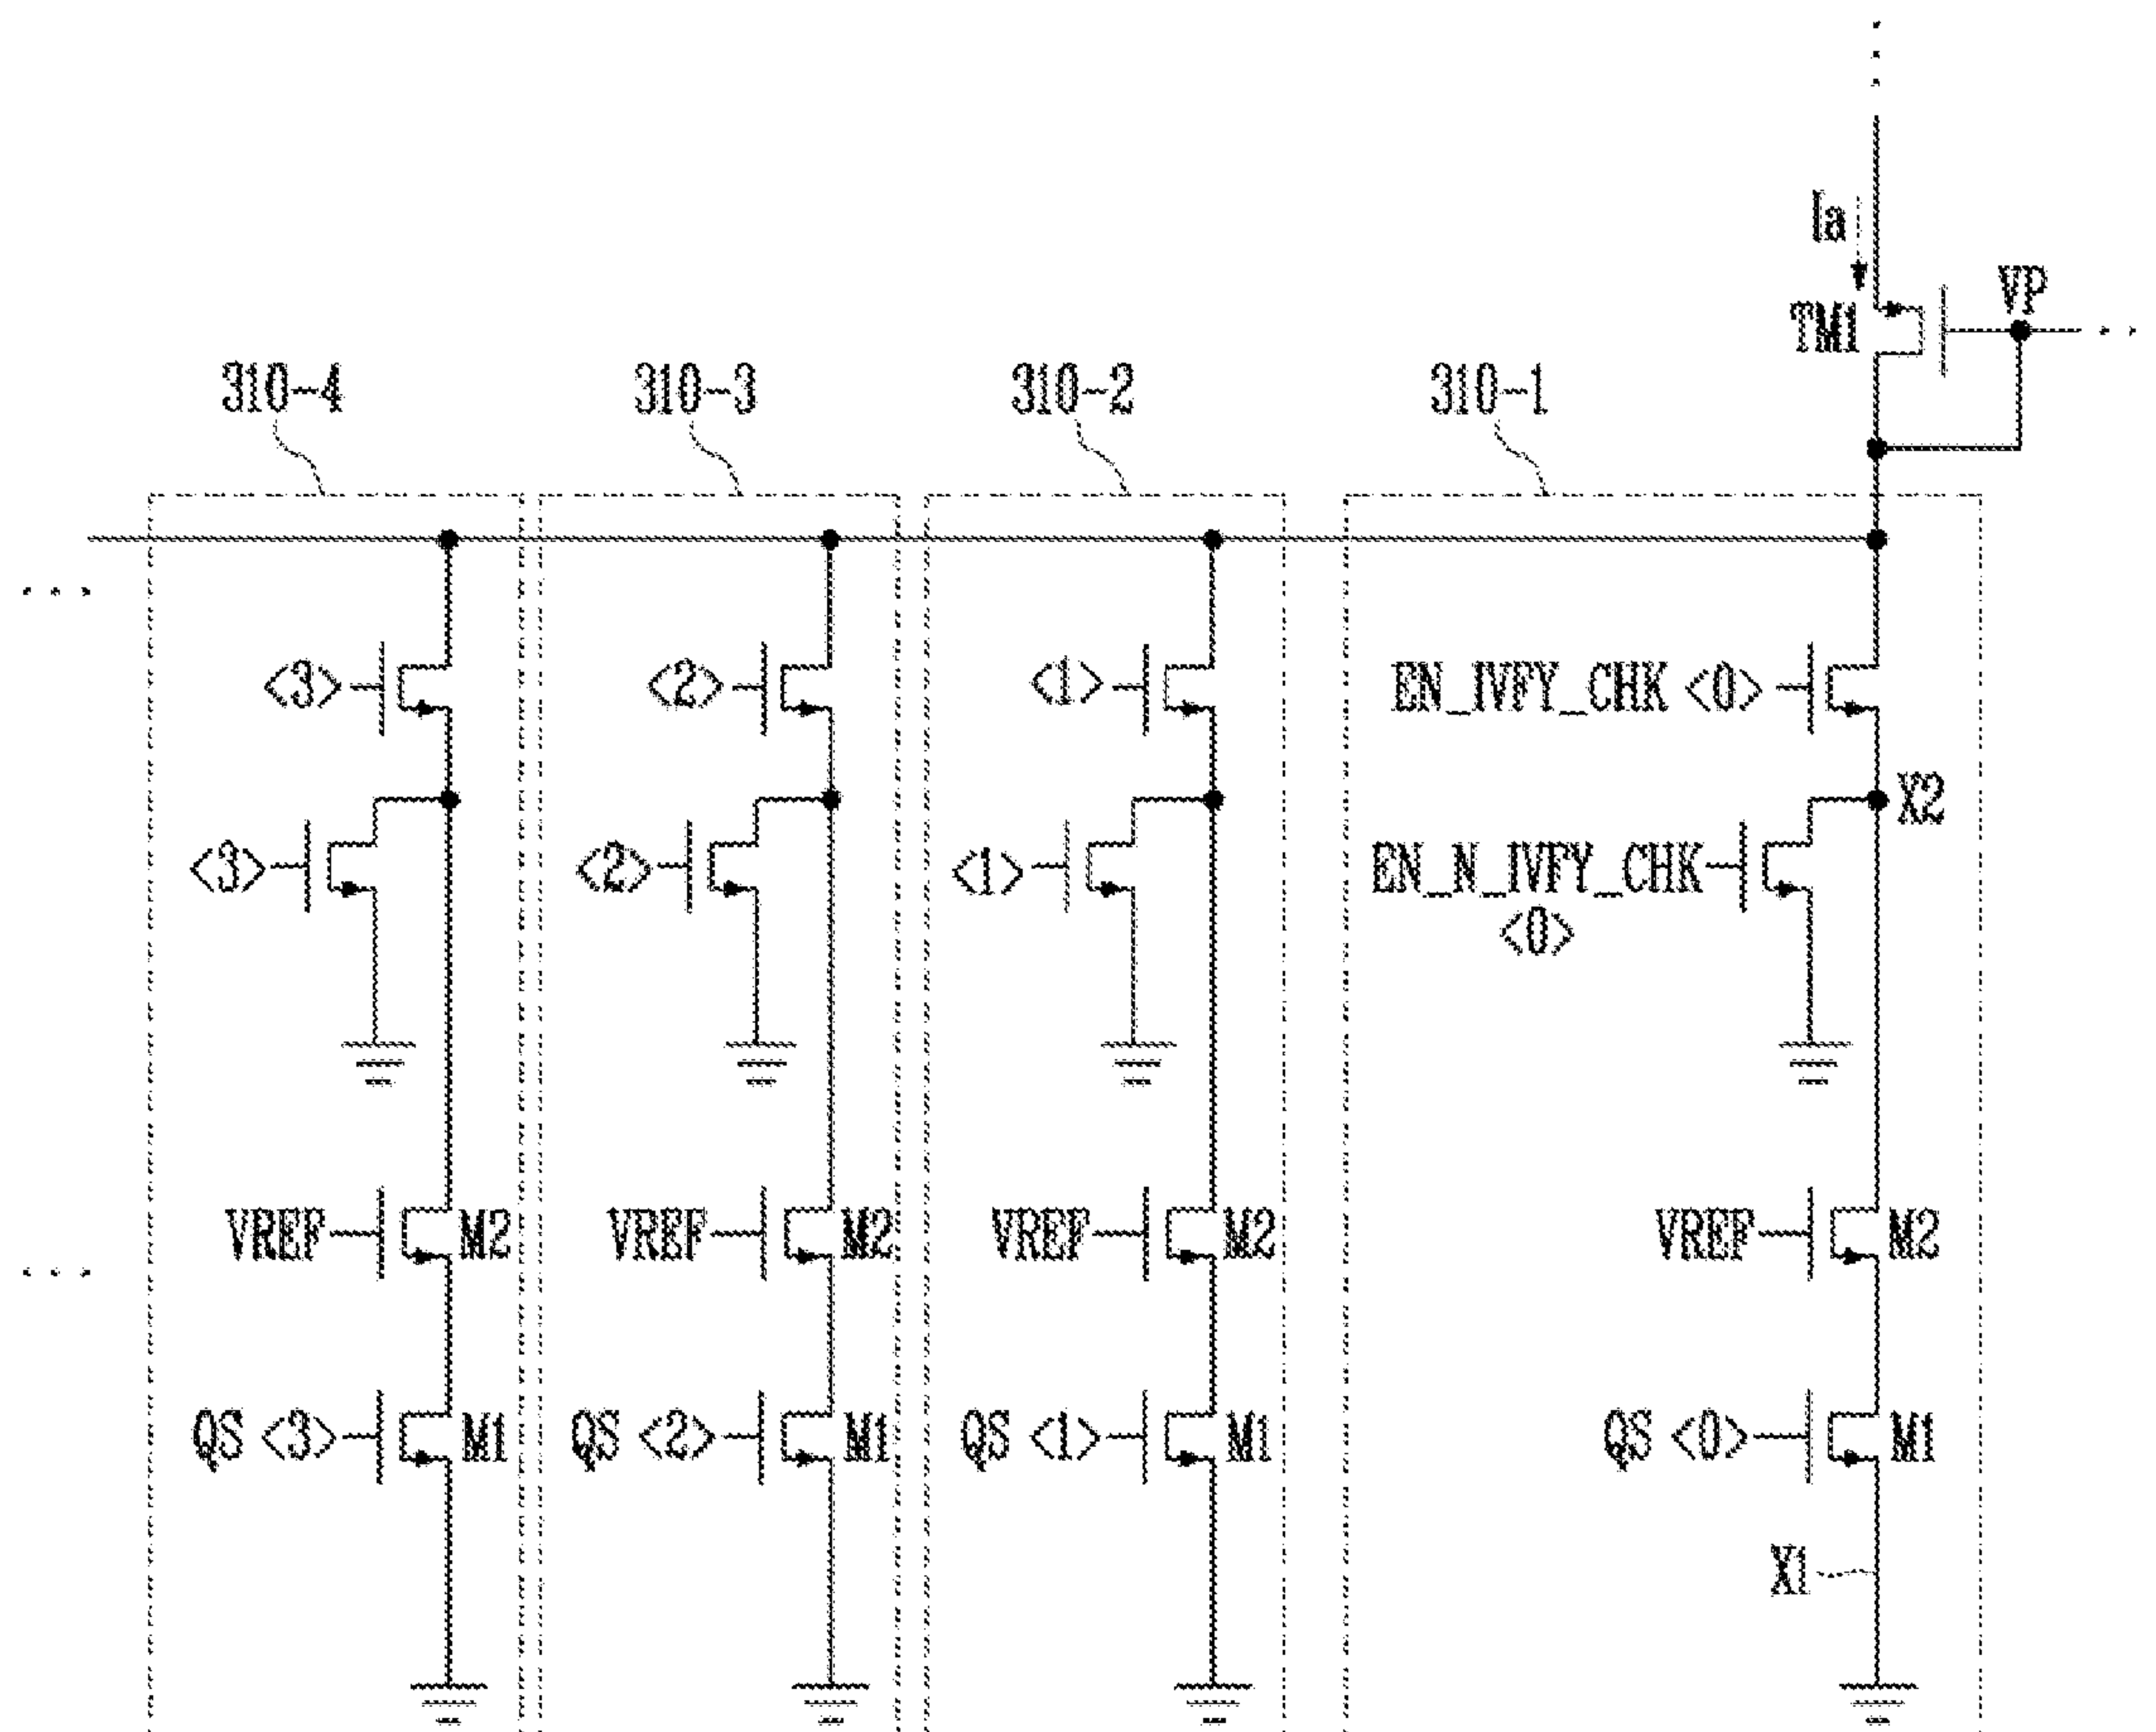 Ia
VP
TM1
310-4 310-3 310-2 310-1
<3> <2> <1> EN_IVFY_CHK <0>
X2
<3> <2> <1> EN_N_IVFY_CHK
<0>
VREF M2 VREF M2 VREF M2 VREF M2
QS <3> M1 QS <2> M1 QS <1> M1 QS <0> M1
X1